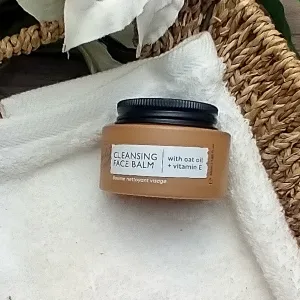 CLEANSING
FACE BALM
with oat oil
+ vitamin E
Baume nettoyant visage